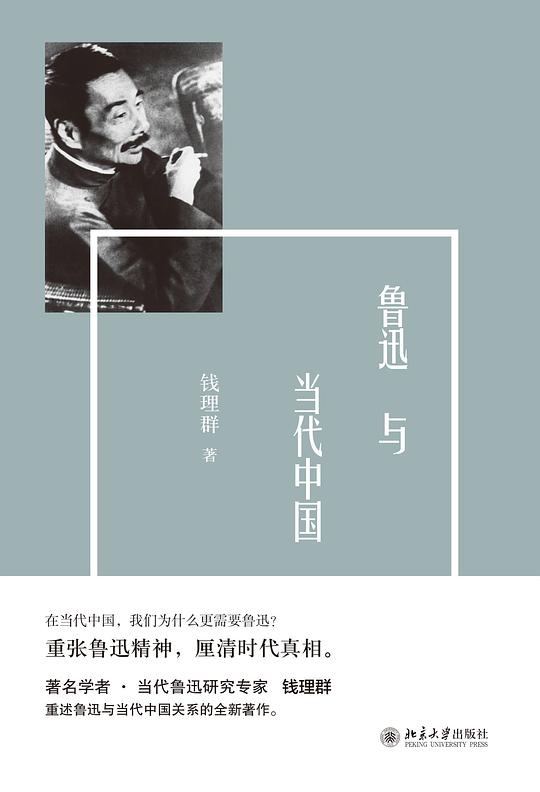 鲁迅 与
当代中国
钱理群 著
在当代中国，我们为什么更需要鲁迅？
重张鲁迅精神，厘清时代真相。
著名学者 · 当代鲁迅研究专家 钱理群
重述鲁迅与当代中国关系的全新著作。
北京大学出版社
PEKING UNIVERSITY PRESS